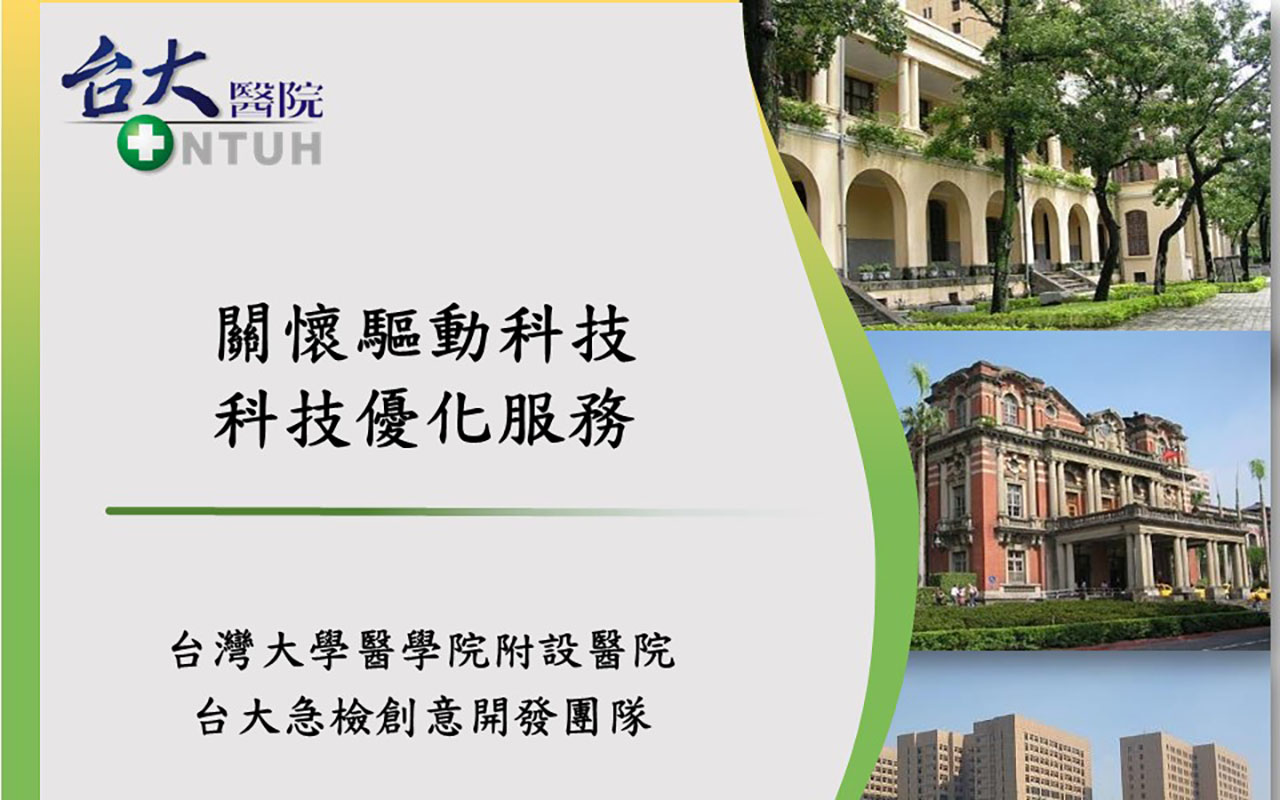 台大醫院
NTUH
關懷驅動科技
科技優化服務
台灣大學醫學院附設醫院
台大急檢創意開發團隊